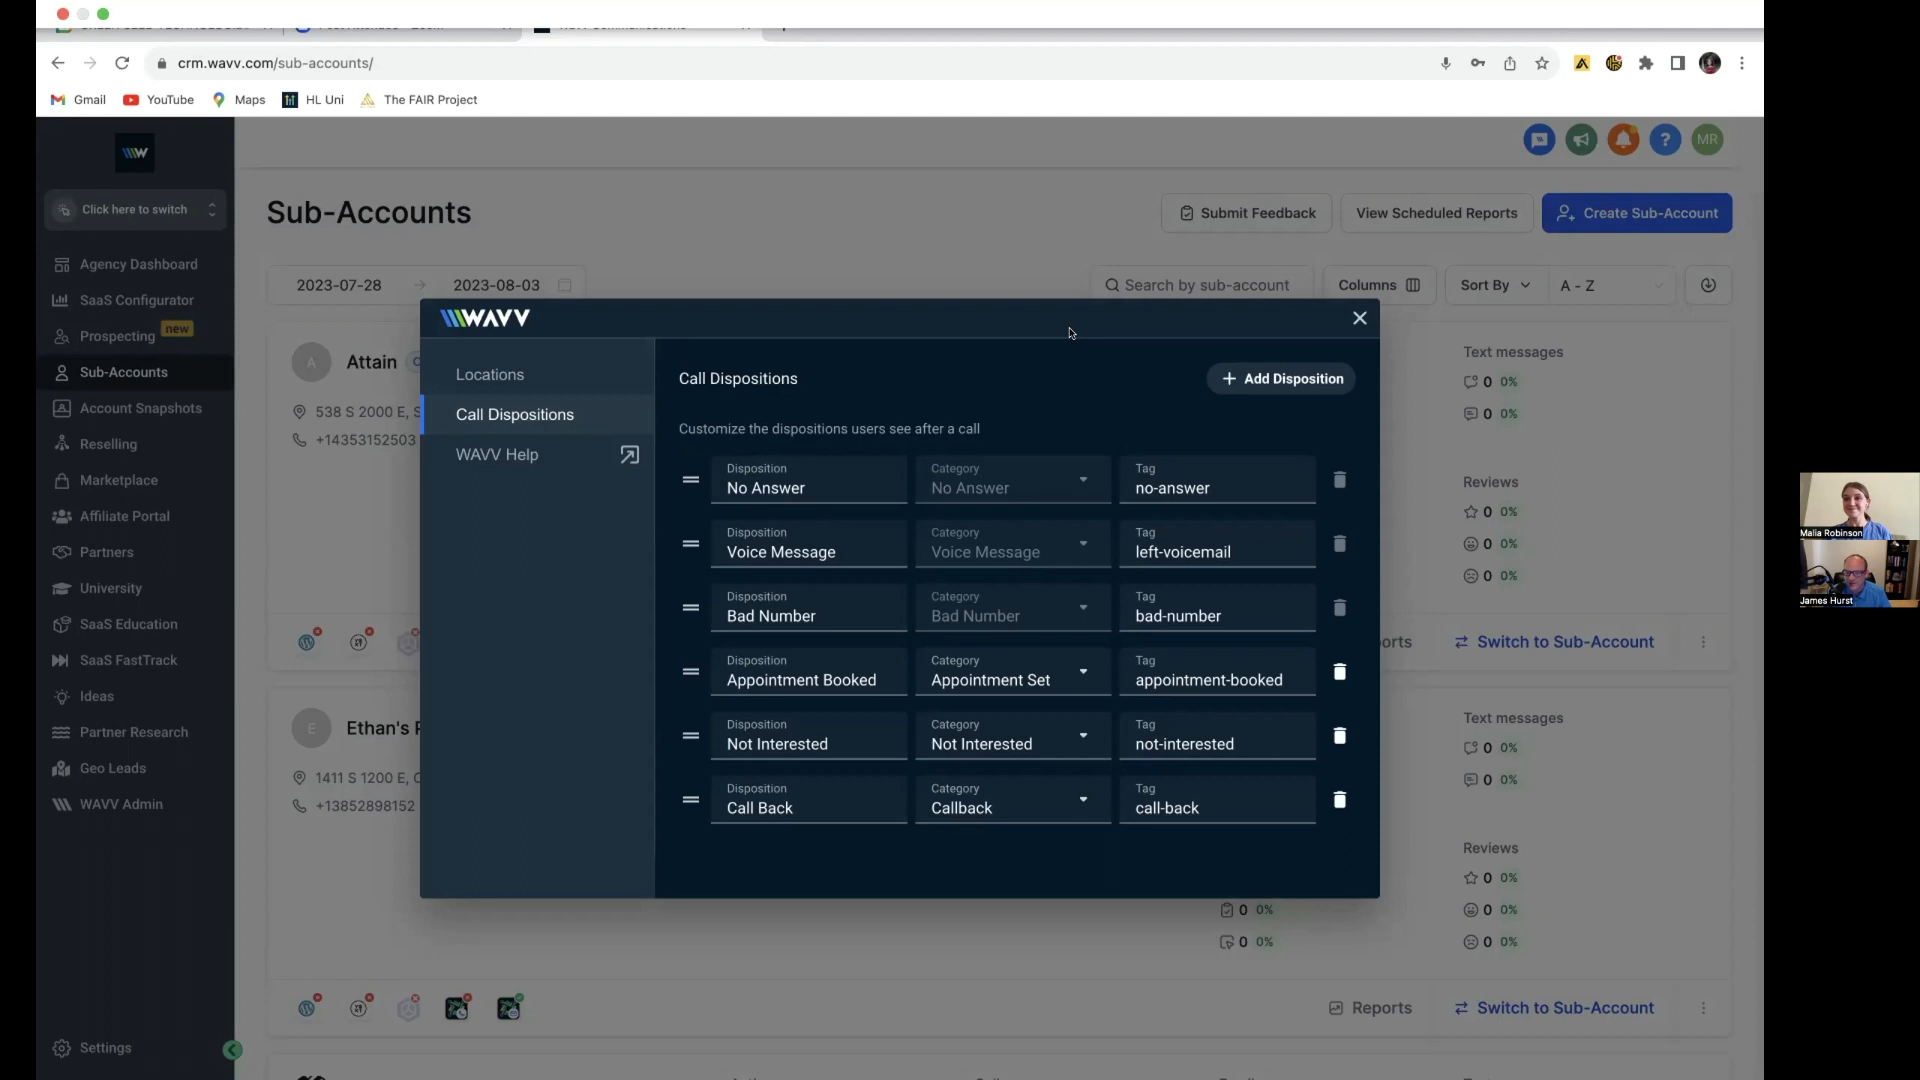 crm.wavv.com/sub-accounts/
Gmail YouTube Maps HL Uni The FAIR Project
Click here to switch
Agency Dashboard
SaaS Configurator
Prospecting new
Sub-Accounts
Account Snapshots
Reselling
Marketplace
Affiliate Portal
Partners
University
SaaS Education
SaaS FastTrack
Ideas
Partner Research
Geo Leads
WAVV Admin
Settings
MR
Sub-Accounts
Submit Feedback
View Scheduled Reports
Create Sub-Account
2023-07-28 → 2023-08-03
Search by sub-account
Columns
Sort By
A - Z
A
Attain
538 S 2000 E, S
+14353152503
Text messages
0 0%
0 0%
Reviews
0 0%
0 0%
0 0%
orts
Switch to Sub-Account
E
Ethan's
1411 S 1200 E,
+13852898152
Text messages
0 0%
0 0%
Reviews
0 0%
0 0%
0 0%
0 0%
0 0%
Reports
Switch to Sub-Account
WAVV
Locations
Call Dispositions
WAVV Help
Call Dispositions
+ Add Disposition
Customize the dispositions users see after a call
Disposition Category Tag
No Answer No Answer no-answer
Disposition Category Tag
Voice Message Voice Message left-voicemail
Disposition Category Tag
Bad Number Bad Number bad-number
Disposition Category Tag
Appointment Booked Appointment Set appointment-booked
Disposition Category Tag
Not Interested Not Interested not-interested
Disposition Category Tag
Call Back Callback call-back
Malia Robinson
James Hurst